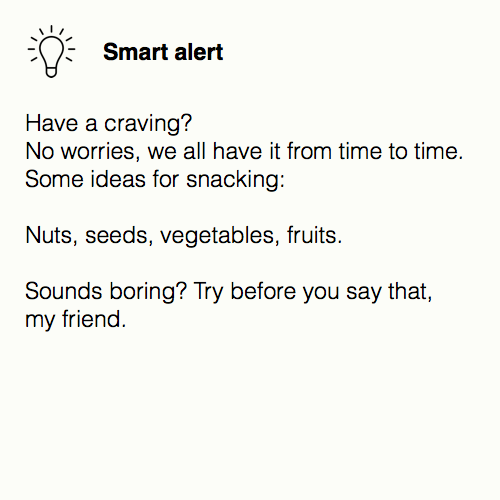 Smart alert
Have a craving?
No worries, we all have it from time to time.
Some ideas for snacking:
Nuts, seeds, vegetables, fruits.
Sounds boring? Try before you say that,
my friend.